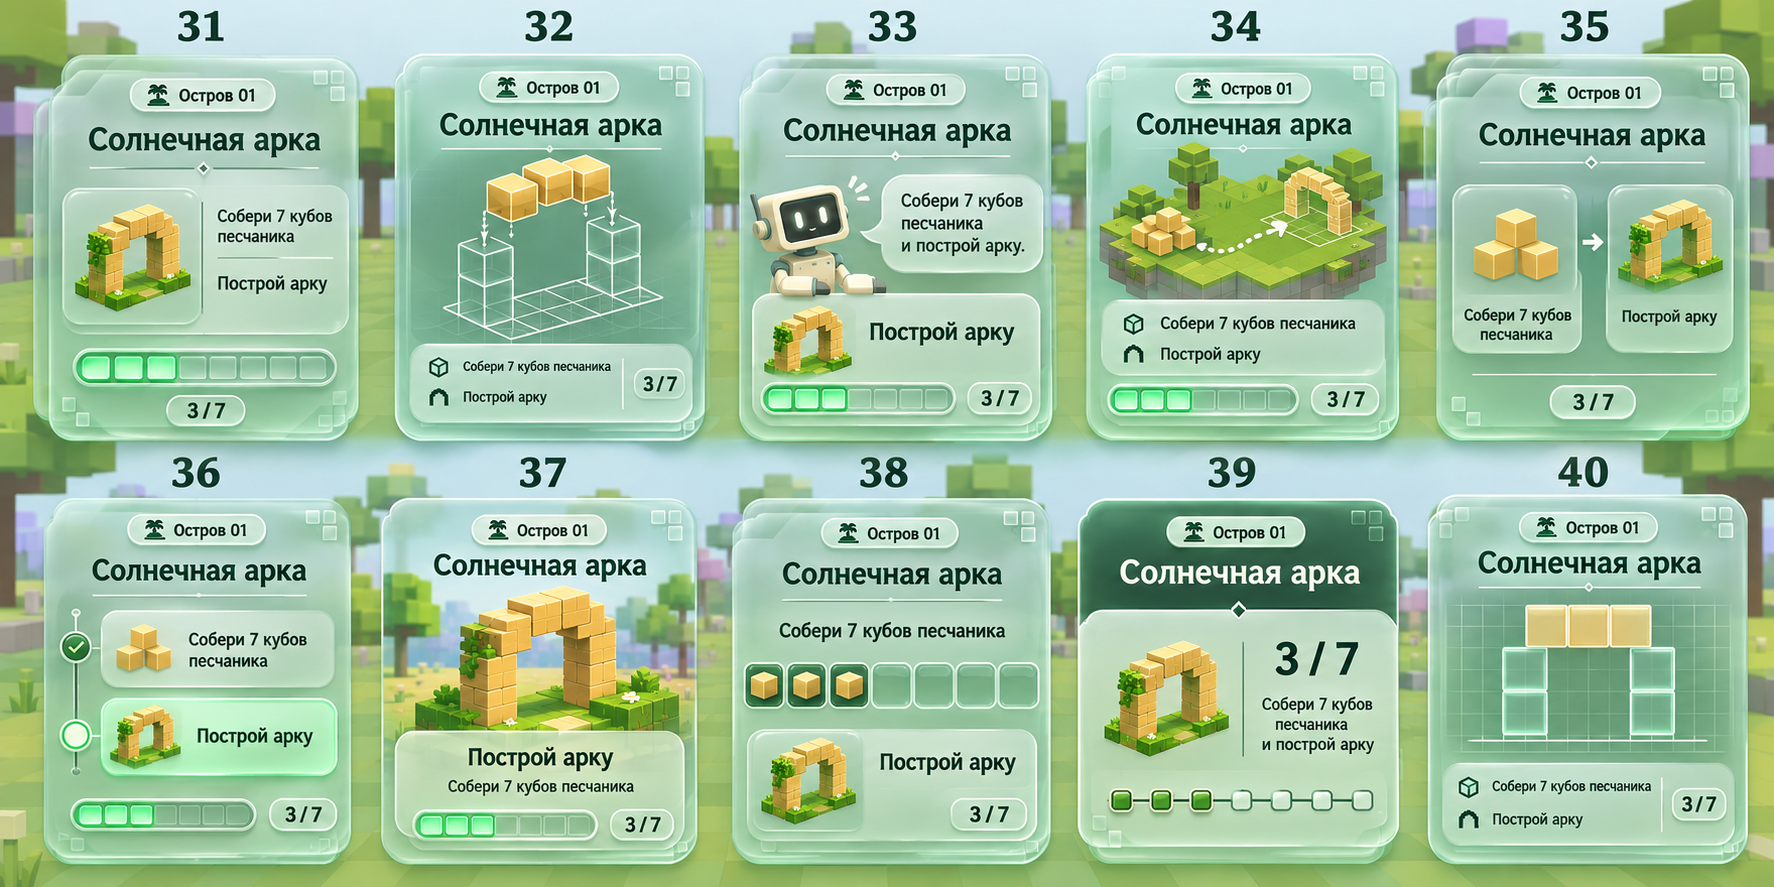 31
Остров 01
Солнечная арка
Собери 7 кубов
песчаника
Построй арку
3/7
32
Остров 01
Солнечная арка
Собери 7 кубов песчаника
Построй арку
3/7
33
Остров 01
Солнечная арка
Собери 7 кубов
песчаника
и построй арку.
Построй арку
3/7
34
Остров 01
Солнечная арка
Собери 7 кубов песчаника
Построй арку
3/7
35
Остров 01
Солнечная арка
Собери 7 кубов
песчаника
Построй арку
3/7
36
Остров 01
Солнечная арка
Собери 7 кубов
песчаника
Построй арку
3/7
37
Остров 01
Солнечная арка
Построй арку
Собери 7 кубов песчаника
3/7
38
Остров 01
Солнечная арка
Собери 7 кубов песчаника
Построй арку
3/7
39
Остров 01
Солнечная арка
3/7
Собери 7 кубов
песчаника
и построй арку
40
Остров 01
Солнечная арка
Собери 7 кубов песчаника
Построй арку
3/7